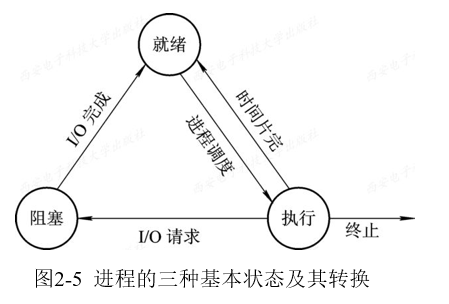 就绪
I/O 完成
进程调度
时间片完
阻塞
执行
I/O 请求
终止
图2-5 进程的三种基本状态及其转换